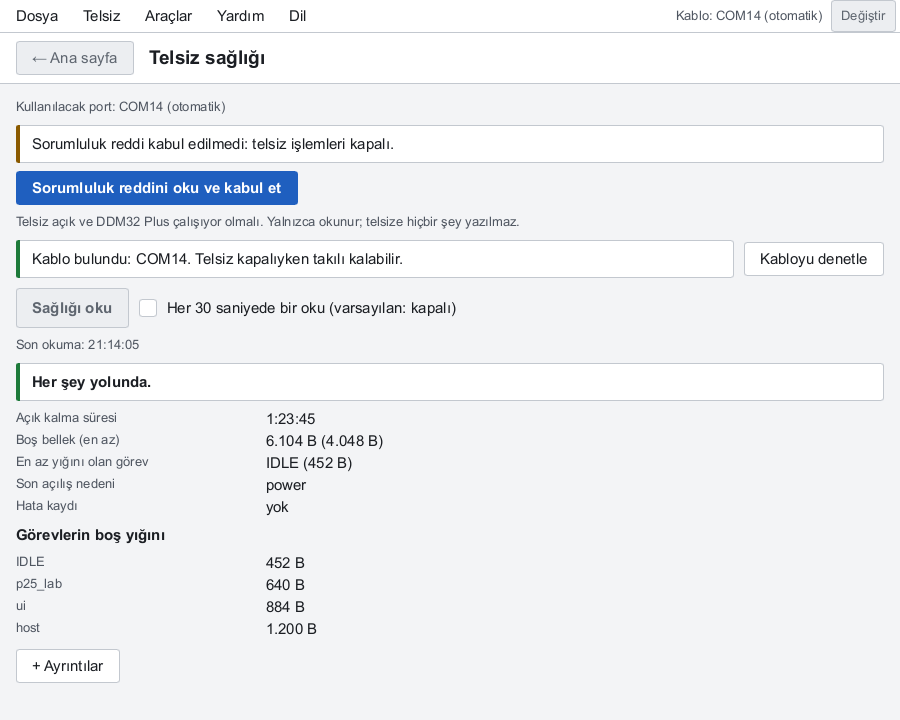 Dosya Telsiz Araçlar Yardım Dil Kablo: COM14 (otomatik) Değiştir
← Ana sayfa Telsiz sağlığı
Kullanılacak port: COM14 (otomatik)
Sorumluluk reddi kabul edilmedi: telsiz işlemleri kapalı.
Sorumluluk reddini oku ve kabul et
Telsiz açık ve DDM32 Plus çalışıyor olmalı. Yalnızca okunur; telsize hiçbir şey yazılmaz.
Kablo bulundu: COM14. Telsiz kapalıyken takılı kalabilir. Kabloyu denetle
Sağlığı oku Her 30 saniyede bir oku (varsayılan: kapalı)
Son okuma: 21:14:05
Her şey yolunda.
Açık kalma süresi 1:23:45
Boş bellek (en az) 6.104 B (4.048 B)
En az yığını olan görev IDLE (452 B)
Son açılış nedeni power
Hata kaydı yok
Görevlerin boş yığını
IDLE 452 B
p25_lab 640 B
ui 884 B
host 1.200 B
+ Ayrıntılar